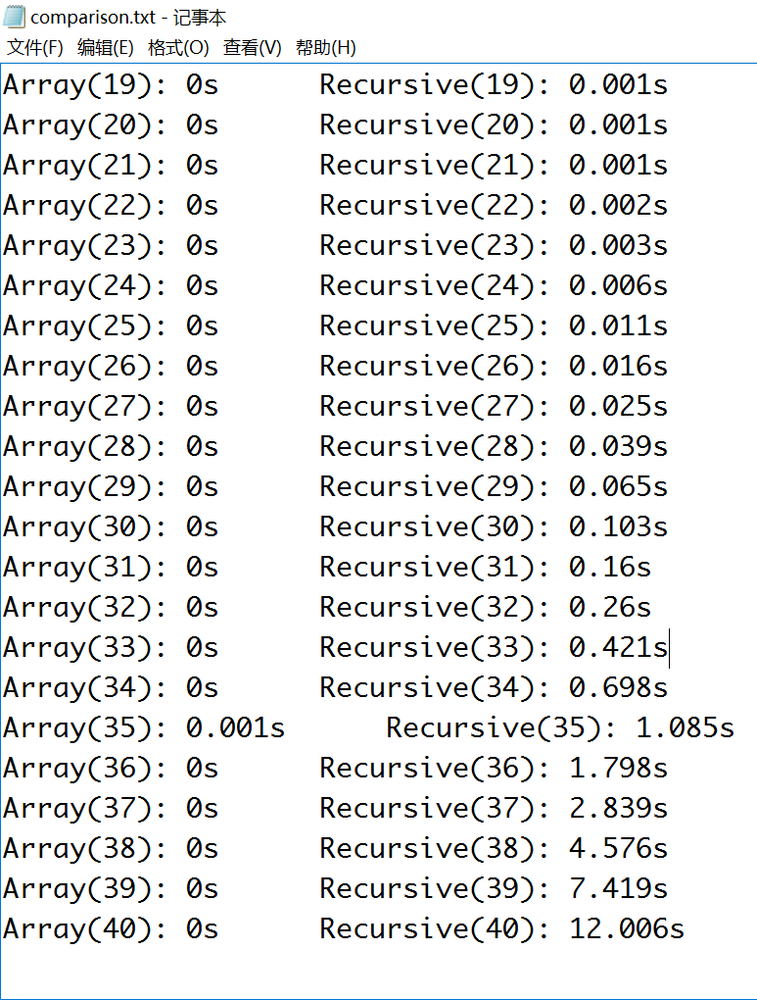 comparison.txt - 记事本
文件(F) 编辑(E) 格式(O) 查看(V) 帮助(H)
Array(19): 0s Recursive(19): 0.001s
Array(20): 0s Recursive(20): 0.001s
Array(21): 0s Recursive(21): 0.001s
Array(22): 0s Recursive(22): 0.002s
Array(23): 0s Recursive(23): 0.003s
Array(24): 0s Recursive(24): 0.006s
Array(25): 0s Recursive(25): 0.011s
Array(26): 0s Recursive(26): 0.016s
Array(27): 0s Recursive(27): 0.025s
Array(28): 0s Recursive(28): 0.039s
Array(29): 0s Recursive(29): 0.065s
Array(30): 0s Recursive(30): 0.103s
Array(31): 0s Recursive(31): 0.16s
Array(32): 0s Recursive(32): 0.26s
Array(33): 0s Recursive(33): 0.421s
Array(34): 0s Recursive(34): 0.698s
Array(35): 0.001s Recursive(35): 1.085s
Array(36): 0s Recursive(36): 1.798s
Array(37): 0s Recursive(37): 2.839s
Array(38): 0s Recursive(38): 4.576s
Array(39): 0s Recursive(39): 7.419s
Array(40): 0s Recursive(40): 12.006s